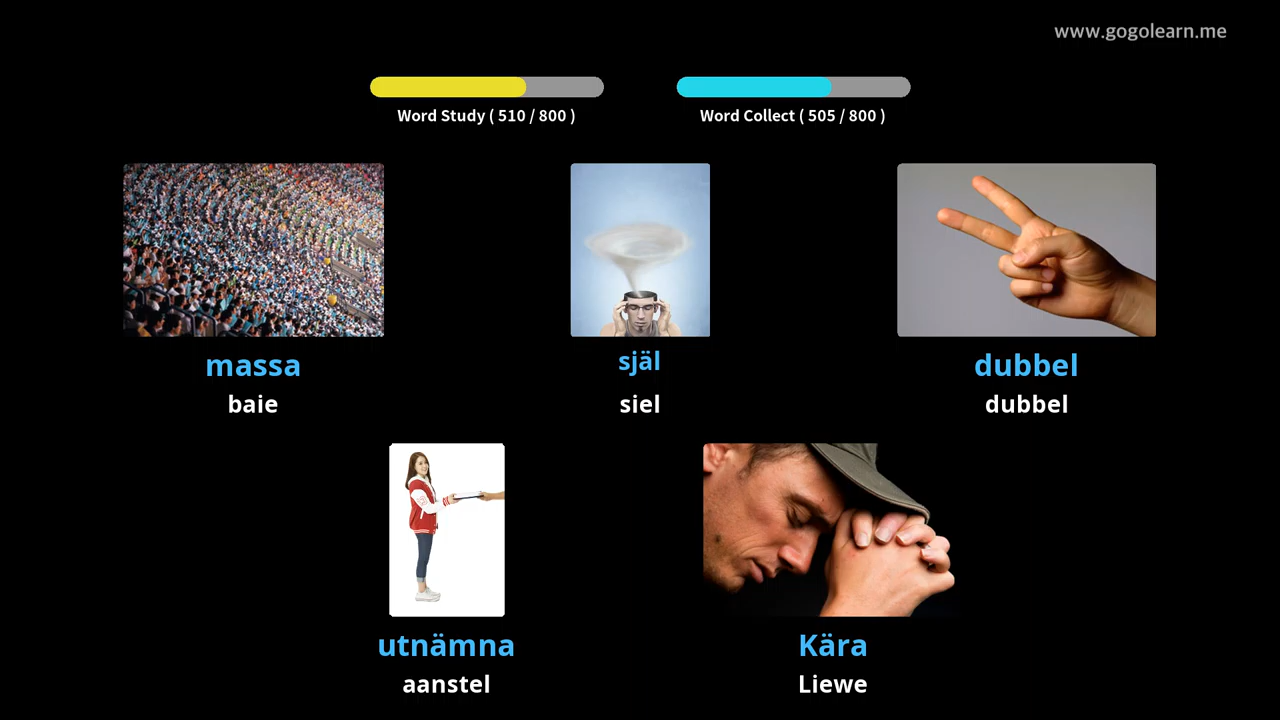 www.gogolearn.me
Word Study ( 510 / 800 )
Word Collect ( 505 / 800 )
massa
baie
själ
siel
dubbel
dubbel
utnämna
aanstel
Kära
Liewe